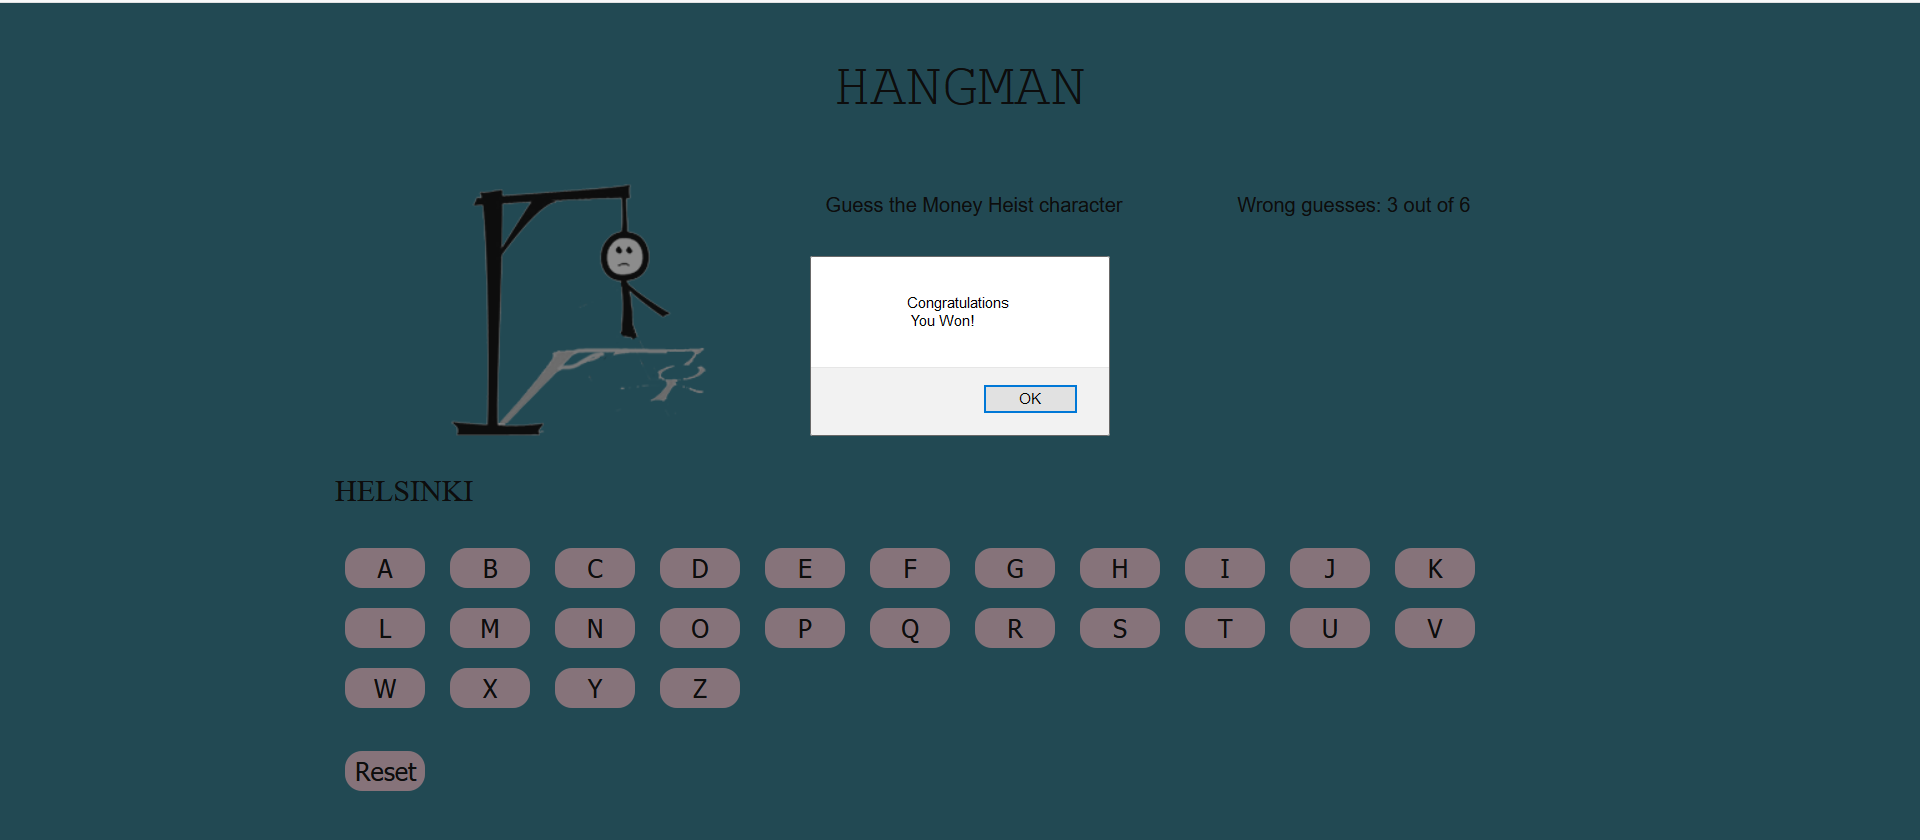 HANGMAN
Guess the Money Heist character
Wrong guesses: 3 out of 6
Congratulations
You Won!
OK
HELSINKI
A B C D E F G H I J K
L M N O P Q R S T U V
W X Y Z
Reset